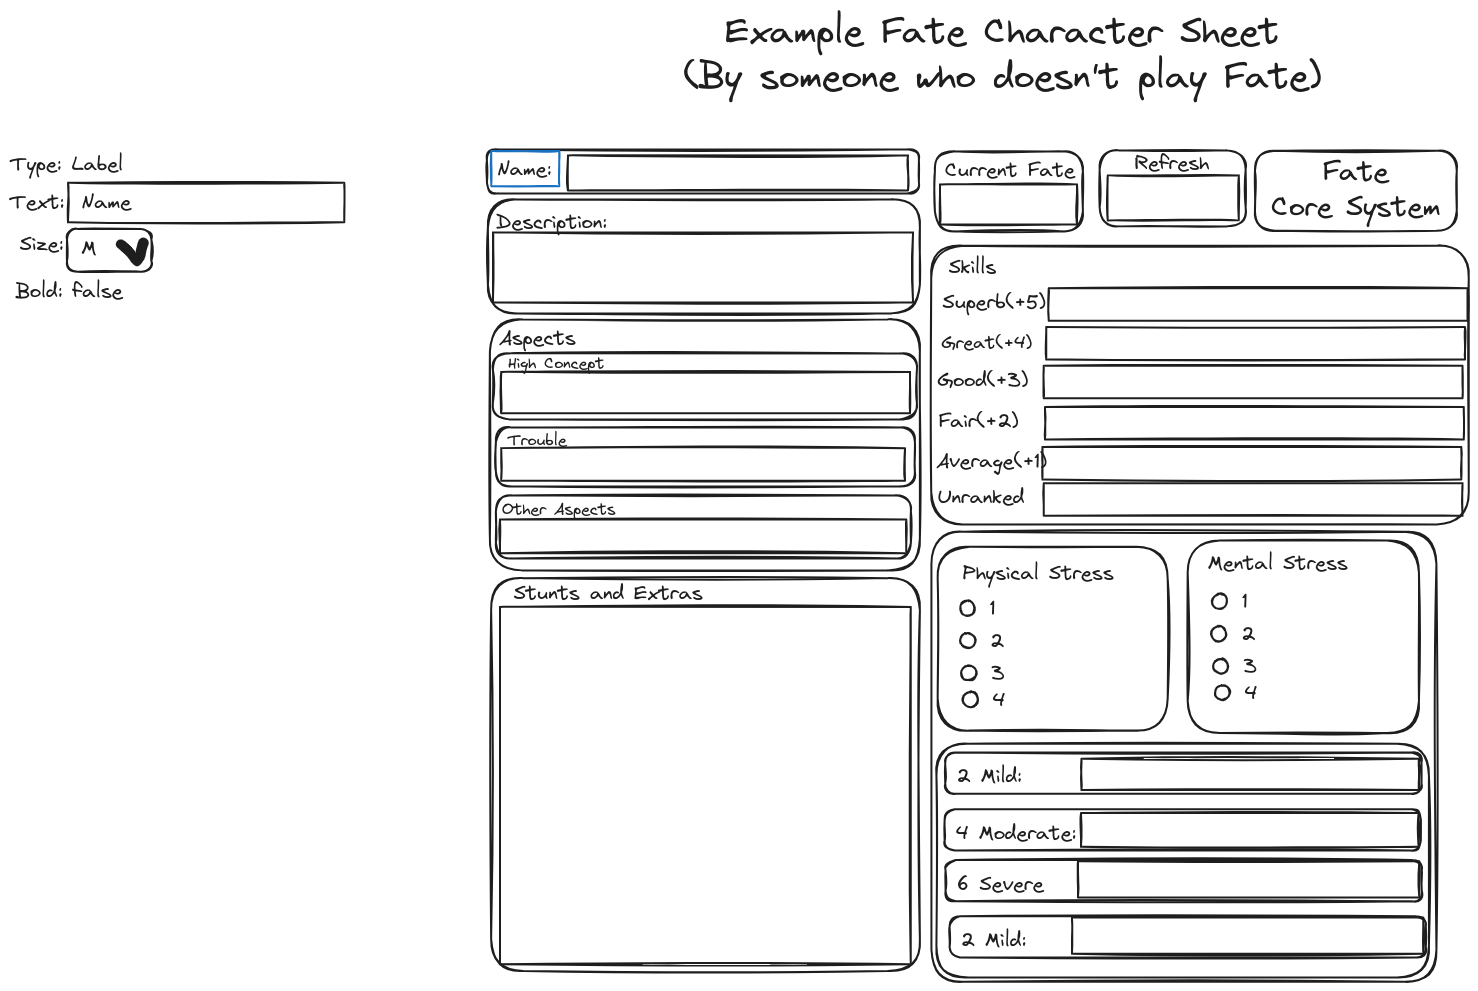 Example Fate Character Sheet
(By someone who doesn't play Fate)
Type: Label
Text: Name
Size: M
Bold: false
Name:
Description:
Aspects
High Concept
Trouble
Other Aspects
Stunts and Extras
Current Fate
Refresh
Fate
Core System
Skills
Superb(+5)
Great(+4)
Good(+3)
Fair(+2)
Average(+1)
Unranked
Physical Stress
1
2
3
4
Mental Stress
1
2
3
4
2 Mild:
4 Moderate:
6 Severe
2 Mild: